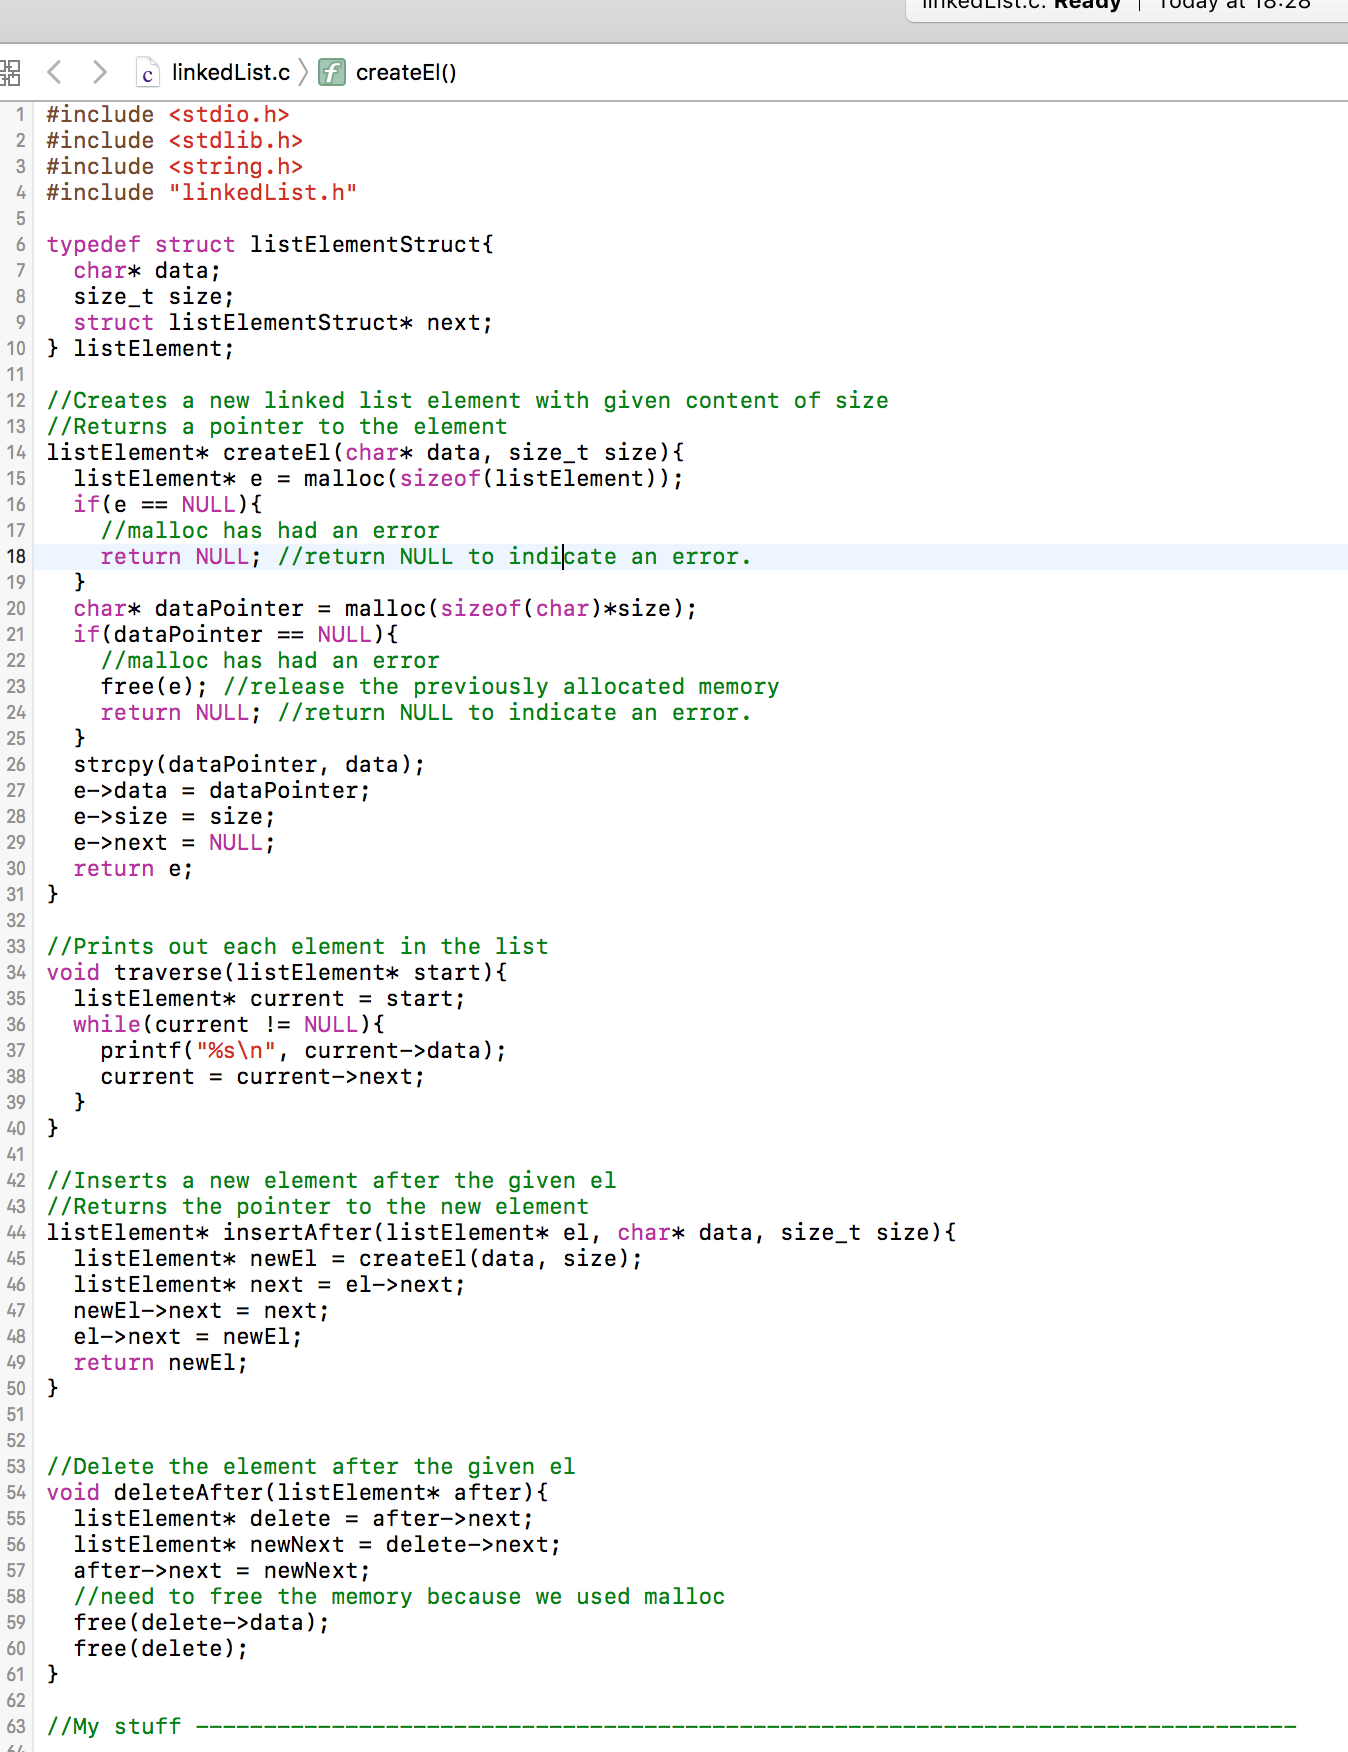 linkedList.c: Ready | Today at 18:28
linkedList.c createEl()
1 #include <stdio.h>
2 #include <stdlib.h>
3 #include <string.h>
4 #include "linkedList.h"
5
6 typedef struct listElementStruct{
7 char* data;
8 size_t size;
9 struct listElementStruct* next;
10 } listElement;
11
12 //Creates a new linked list element with given content of size
13 //Returns a pointer to the element
14 listElement* createEl(char* data, size_t size){
15 listElement* e = malloc(sizeof(listElement));
16 if(e == NULL){
17 //malloc has had an error
18 return NULL; //return NULL to indicate an error.
19 }
20 char* dataPointer = malloc(sizeof(char)*size);
21 if(dataPointer == NULL){
22 //malloc has had an error
23 free(e); //release the previously allocated memory
24 return NULL; //return NULL to indicate an error.
25 }
26 strcpy(dataPointer, data);
27 e->data = dataPointer;
28 e->size = size;
29 e->next = NULL;
30 return e;
31 }
32
33 //Prints out each element in the list
34 void traverse(listElement* start){
35 listElement* current = start;
36 while(current != NULL){
37 printf("%s\n", current->data);
38 current = current->next;
39 }
40 }
41
42 //Inserts a new element after the given el
43 //Returns the pointer to the new element
44 listElement* insertAfter(listElement* el, char* data, size_t size){
45 listElement* newEl = createEl(data, size);
46 listElement* next = el->next;
47 newEl->next = next;
48 el->next = newEl;
49 return newEl;
50 }
51
52
53 //Delete the element after the given el
54 void deleteAfter(listElement* after){
55 listElement* delete = after->next;
56 listElement* newNext = delete->next;
57 after->next = newNext;
58 //need to free the memory because we used malloc
59 free(delete->data);
60 free(delete);
61 }
62
63 //My stuff ---------------------------------------------------------------------------------
64